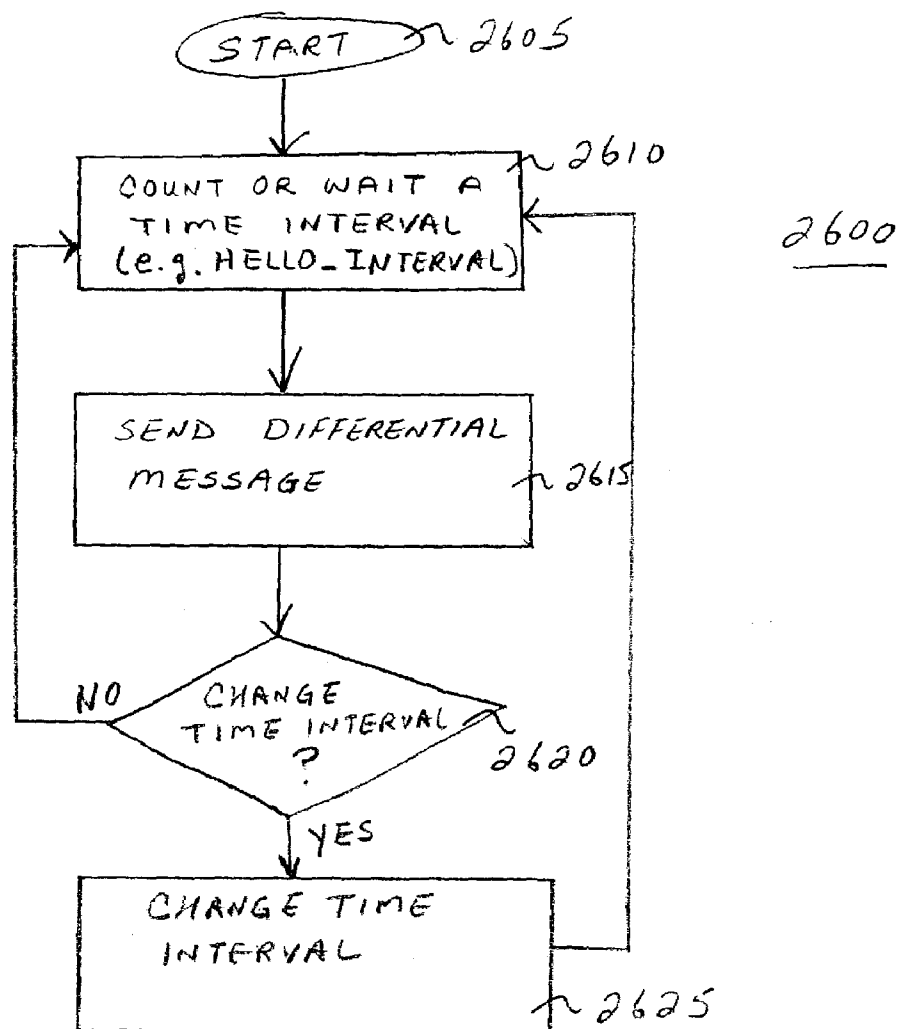 START 2605
2610
COUNT OR WAIT A
TIME INTERVAL
(e.g. HELLO_INTERVAL)
2600
SEND DIFFERENTIAL
MESSAGE
2615
NO
CHANGE
TIME INTERVAL
?
2620
YES
CHANGE TIME
INTERVAL
2625